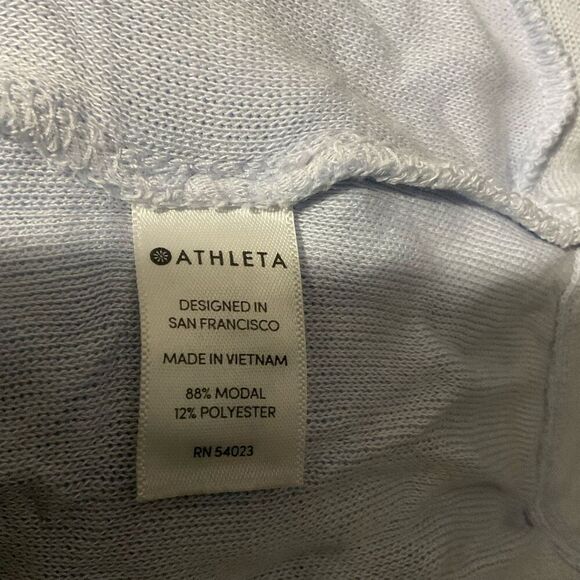 ATHLETA
DESIGNED IN
SAN FRANCISCO
MADE IN VIETNAM
88% MODAL
12% POLYESTER
RN 54023